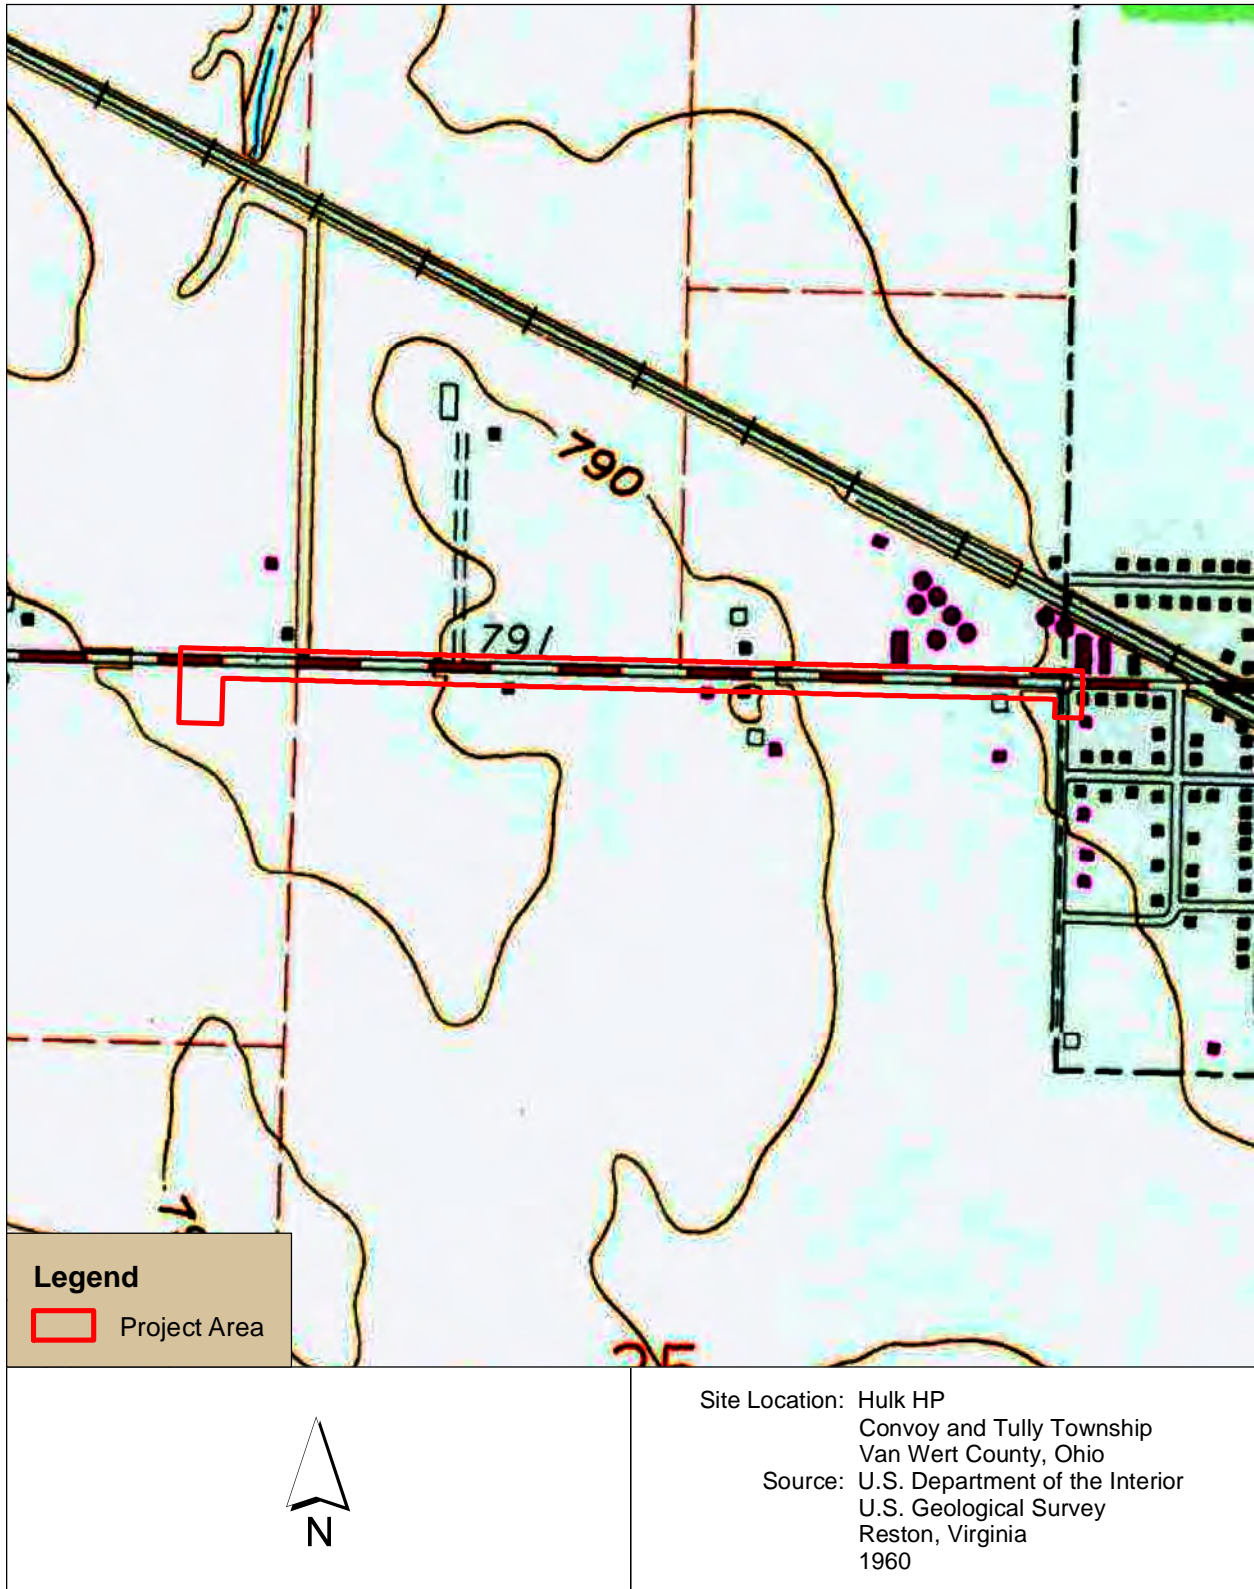 790
791
Legend
Project Area
N
Site Location: Hulk HP
Convoy and Tully Township
Van Wert County, Ohio
Source: U.S. Department of the Interior
U.S. Geological Survey
Reston, Virginia
1960